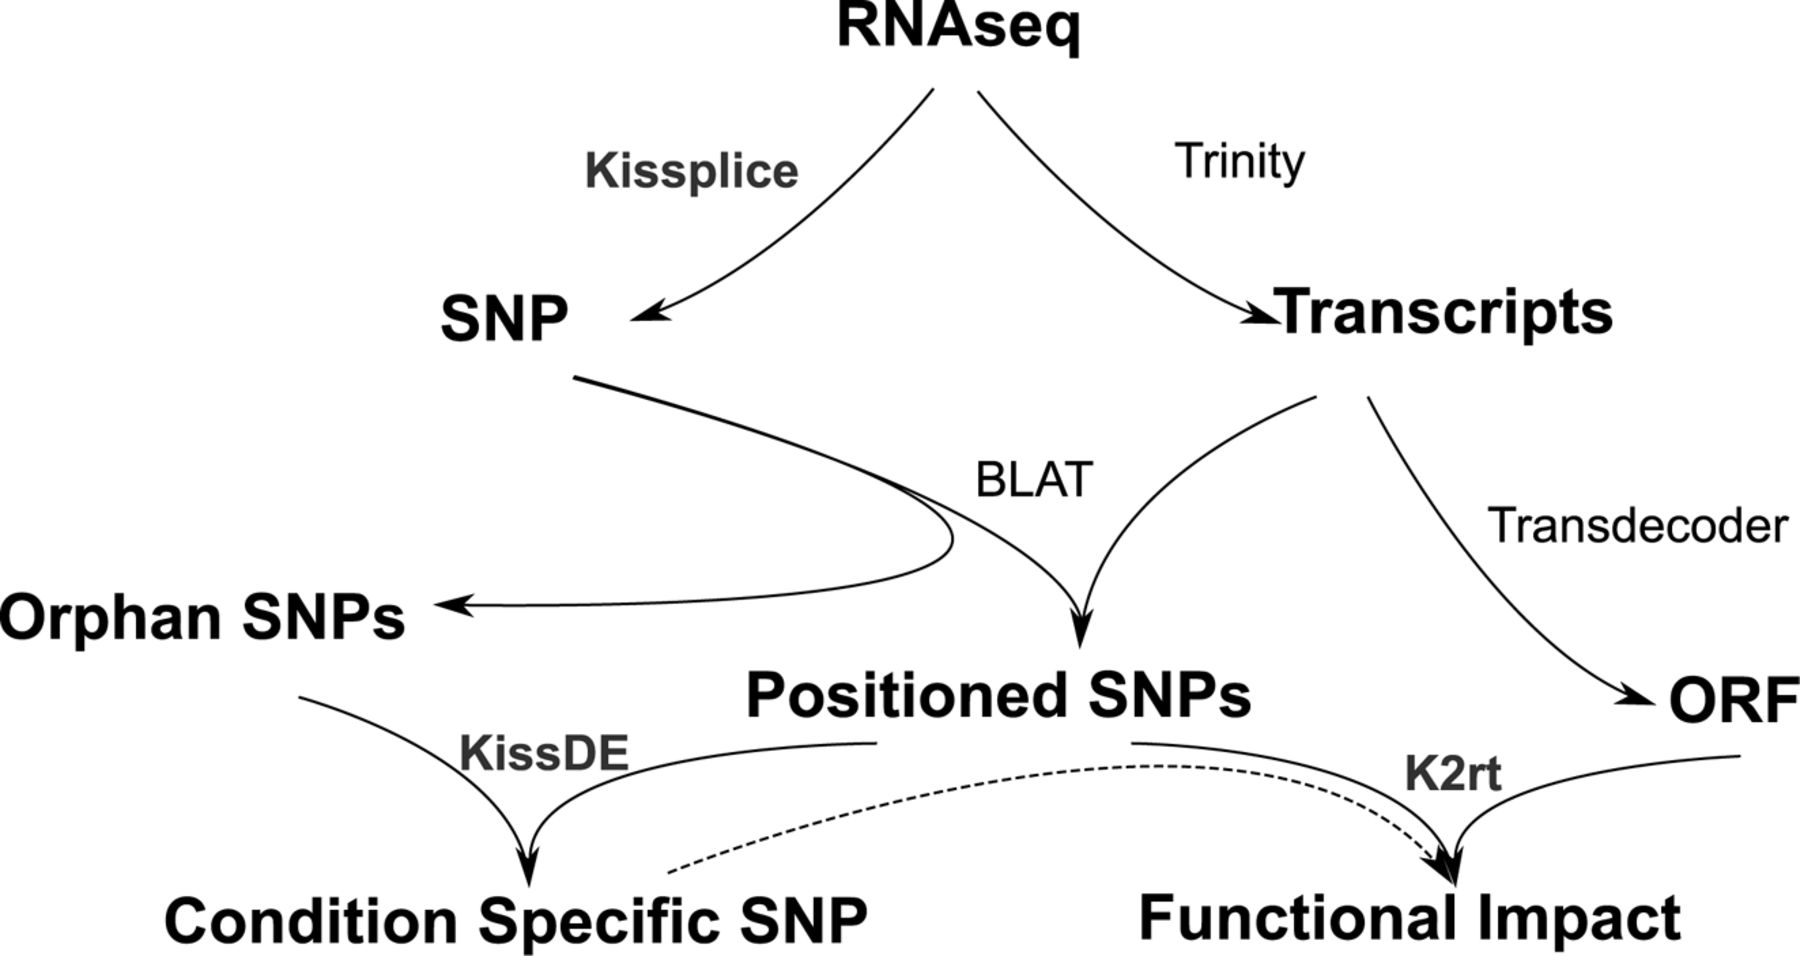 RNAseq
Kissplice
Trinity
SNP
Transcripts
BLAT
Transdecoder
Orphan SNPs
Positioned SNPs
ORF
KissDE
K2rt
Condition Specific SNP
Functional Impact